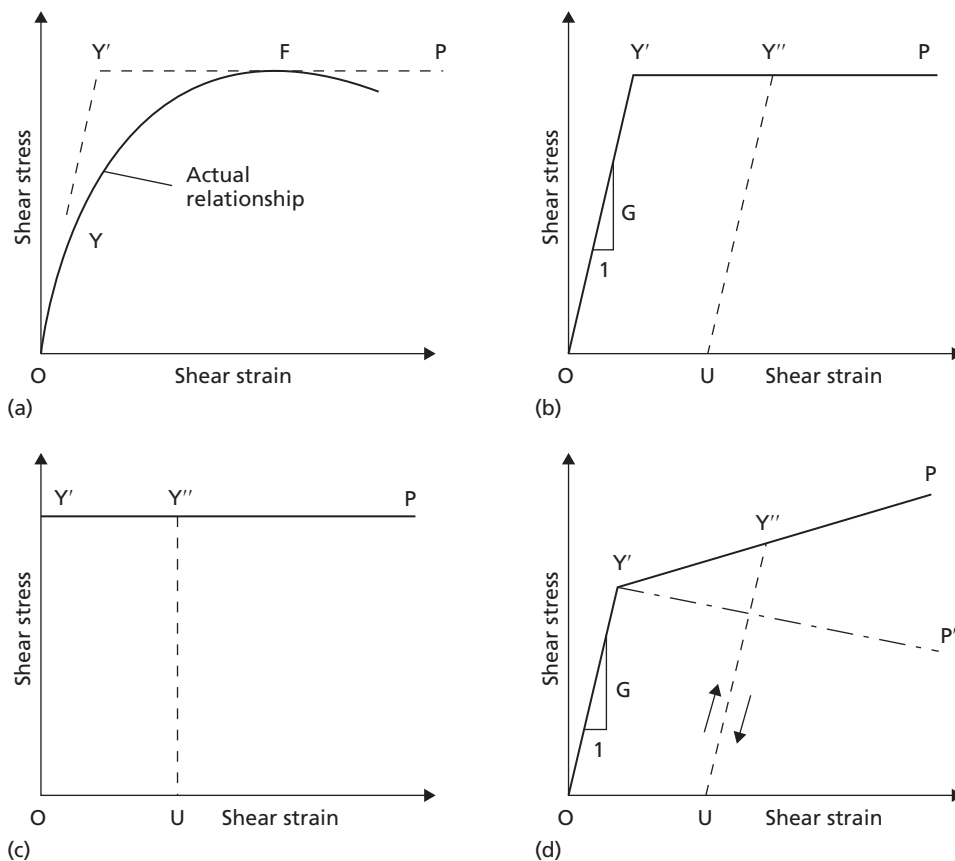 Y′ F P
Shear stress
Actual
relationship
Y
O Shear strain
(a)
Y′ Y′′ P
Shear stress
G
1
O U Shear strain
(b)
Y′ Y′′ P
Shear stress
O U Shear strain
(c)
P
Y′′
Y′
Shear stress
P′
G
1
O U Shear strain
(d)